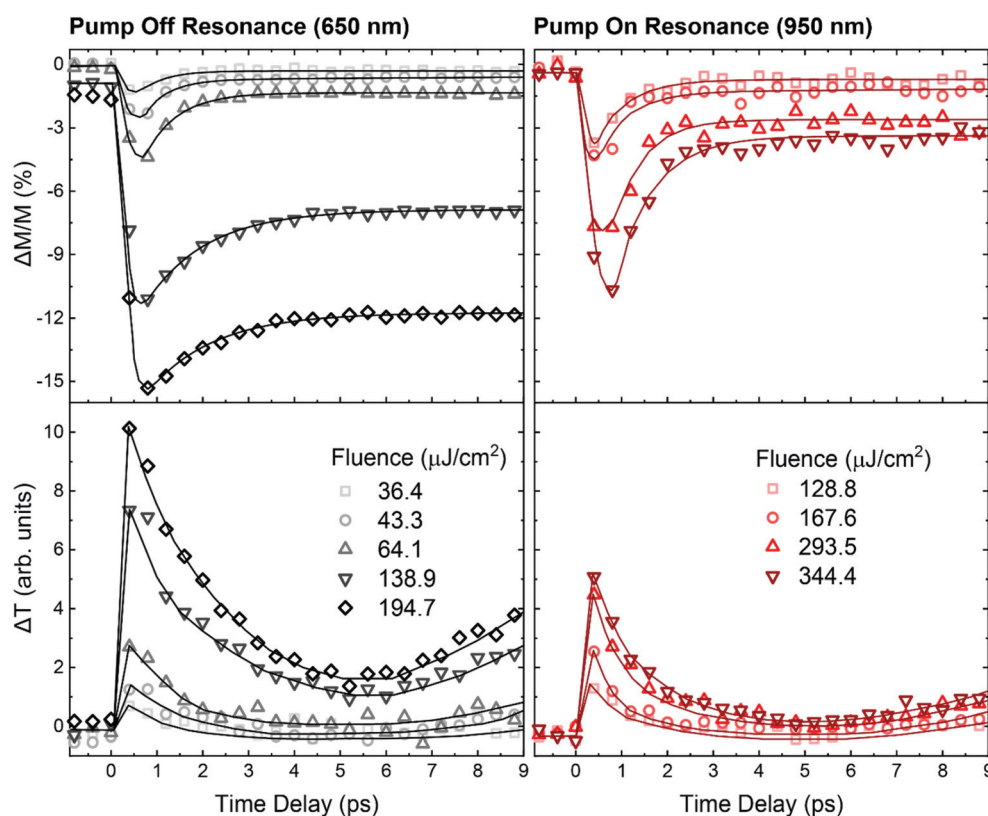 Pump Off Resonance (650 nm)
Pump On Resonance (950 nm)
0
-3
-6
-9
-12
-15
ΔM/M (%)
10
8
6
4
2
0
ΔT (arb. units)
Fluence (μJ/cm²)
36.4
43.3
64.1
138.9
194.7
Fluence (μJ/cm²)
128.8
167.6
293.5
344.4
0 1 2 3 4 5 6 7 8 9
0 1 2 3 4 5 6 7 8 9
Time Delay (ps)
Time Delay (ps)